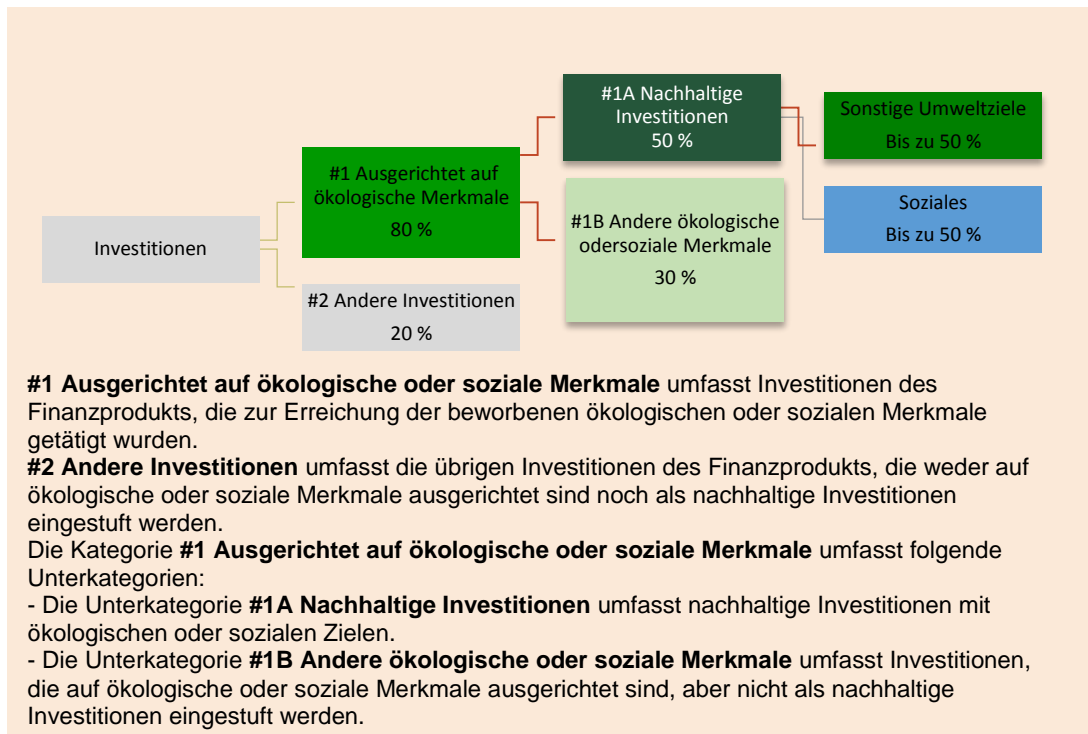 #1A Nachhaltige
Investitionen
50 %
Sonstige Umweltziele
Bis zu 50 %
#1 Ausgerichtet auf
ökologische Merkmale
80 %
Soziales
Bis zu 50 %
#1B Andere ökologische
odersoziale Merkmale
30 %
Investitionen
#2 Andere Investitionen
20 %
#1 Ausgerichtet auf ökologische oder soziale Merkmale umfasst Investitionen des
Finanzprodukts, die zur Erreichung der beworbenen ökologischen oder sozialen Merkmale
getätigt wurden.
#2 Andere Investitionen umfasst die übrigen Investitionen des Finanzprodukts, die weder auf
ökologische oder soziale Merkmale ausgerichtet sind noch als nachhaltige Investitionen
eingestuft werden.
Die Kategorie #1 Ausgerichtet auf ökologische oder soziale Merkmale umfasst folgende
Unterkategorien:
- Die Unterkategorie #1A Nachhaltige Investitionen umfasst nachhaltige Investitionen mit
ökologischen oder sozialen Zielen.
- Die Unterkategorie #1B Andere ökologische oder soziale Merkmale umfasst Investitionen,
die auf ökologische oder soziale Merkmale ausgerichtet sind, aber nicht als nachhaltige
Investitionen eingestuft werden.